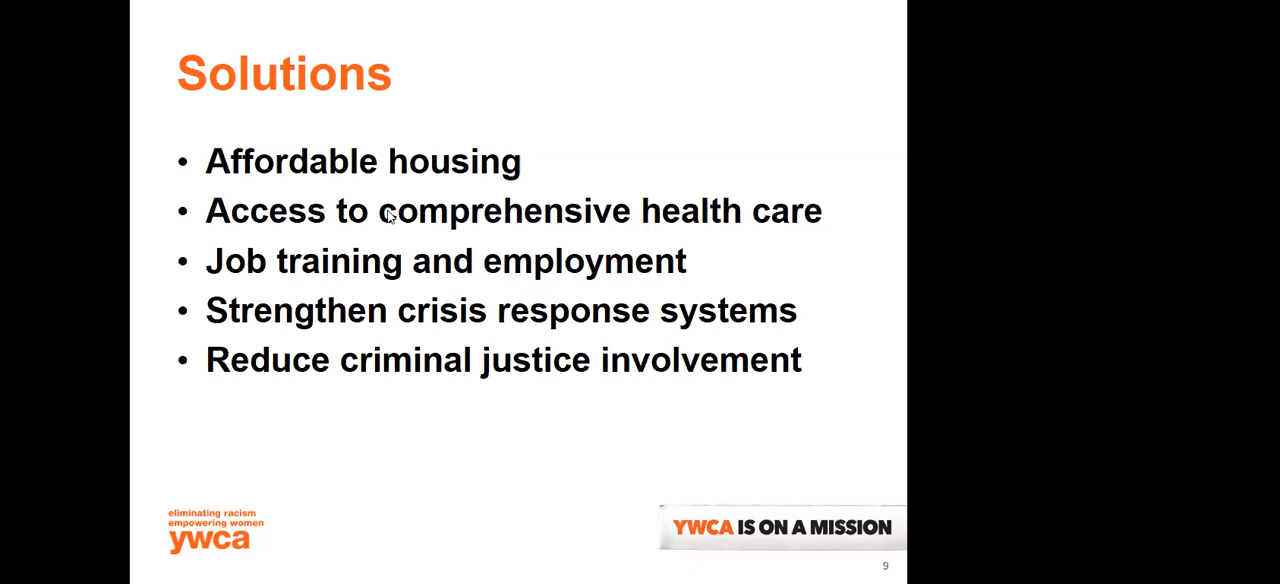 Solutions
• Affordable housing
• Access to comprehensive health care
• Job training and employment
• Strengthen crisis response systems
• Reduce criminal justice involvement
eliminating racism
empowering women
ywca
YWCA IS ON A MISSION
9